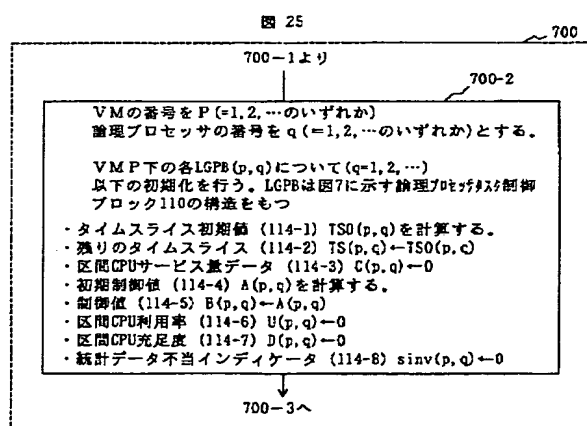 図 25
700
700-1より
700-2
VMの番号をP(=1,2,…のいずれか)
論理プロセッサの番号をq(=1,2,…のいずれか)とする。
VMP下の各LGPB(p,q)について(q=1,2,…)
以下の初期化を行う。LGPBは図7に示す論理プロセッサタスク制御
ブロック110の構造をもつ
・タイムスライス初期値 (114-1) TS0(p,q)を計算する。
・残りのタイムスライス (114-2) TS(p,q)←TS0(p,q)
・区間CPUサービス量データ (114-3) C(p,q)←0
・初期制御値 (114-4) A(p,q)を計算する。
・制御値 (114-5) B(p,q)←A(p,q)
・区間CPU利用率 (114-6) U(p,q)←0
・区間CPU充足度 (114-7) D(p,q)←0
・統計データ不当インディケータ (114-8) sinv(p,q)←0
700-3へ